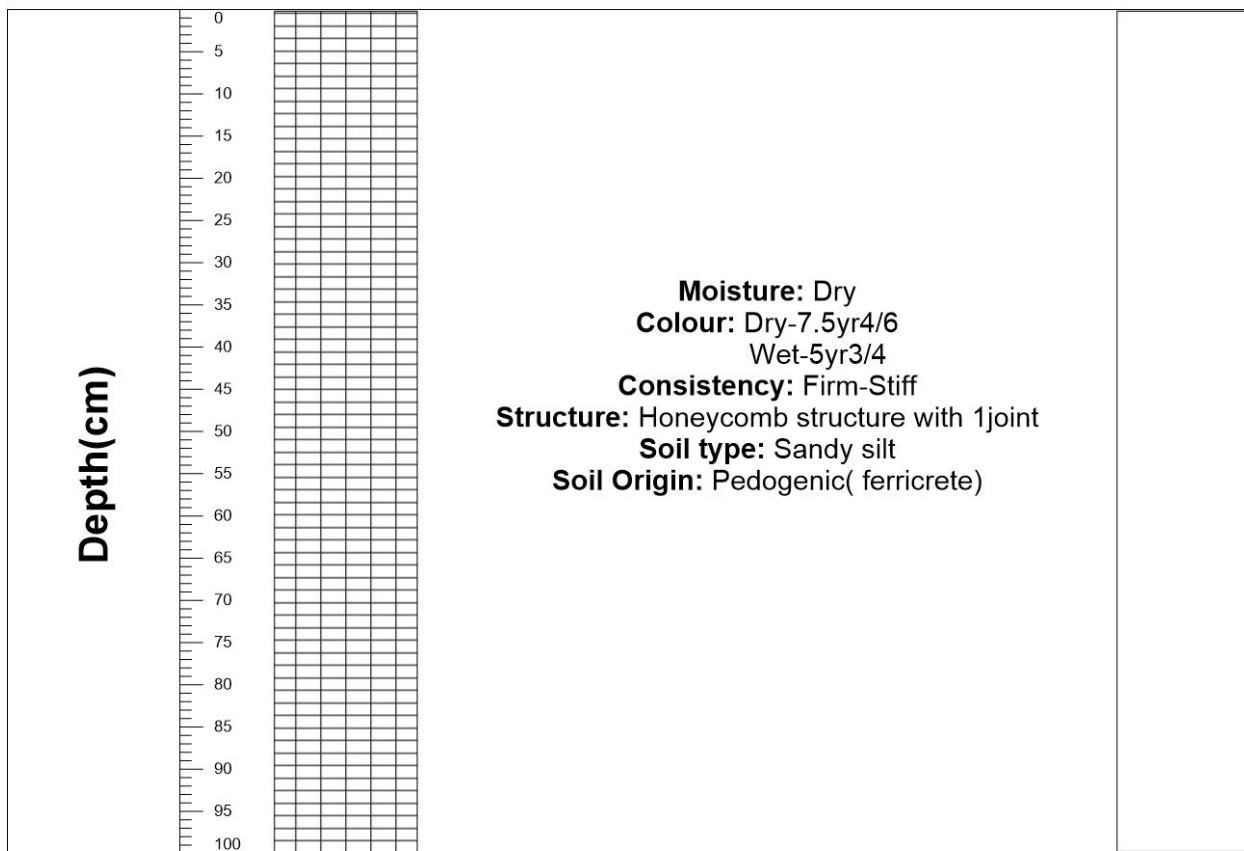 Depth(cm)
0
5
10
15
20
25
30
35
40
45
50
55
60
65
70
75
80
85
90
95
100
Moisture: Dry
Colour: Dry-7.5yr4/6
Wet-5yr3/4
Consistency: Firm-Stiff
Structure: Honeycomb structure with 1joint
Soil type: Sandy silt
Soil Origin: Pedogenic( ferricrete)